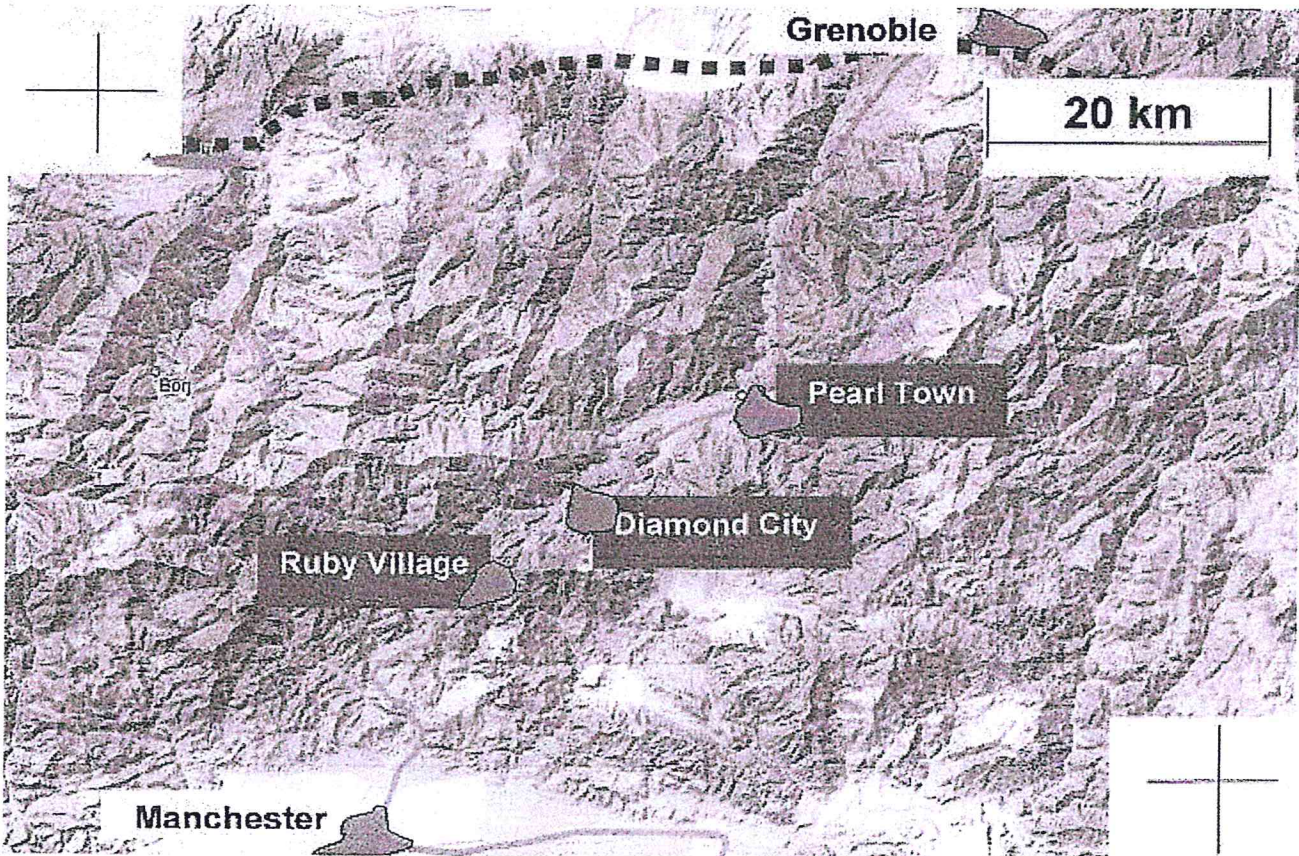 Grenoble
20 km
Borj
Pearl Town
Diamond City
Ruby Village
Manchester